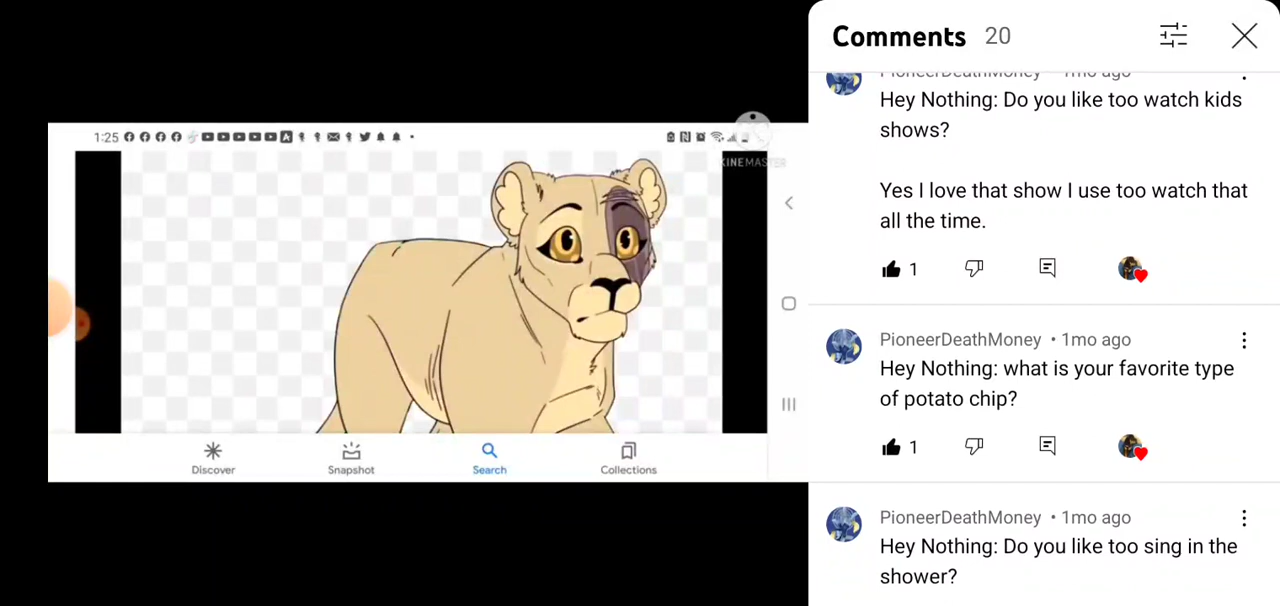 1:25
KINEMASTER
Discover
Snapshot
Search
Collections
Comments 20
PioneerDeathMoney • 1mo ago
Hey Nothing: Do you like too watch kids
shows?
Yes I love that show I use too watch that
all the time.
1
PioneerDeathMoney • 1mo ago
Hey Nothing: what is your favorite type
of potato chip?
1
PioneerDeathMoney • 1mo ago
Hey Nothing: Do you like too sing in the
shower?